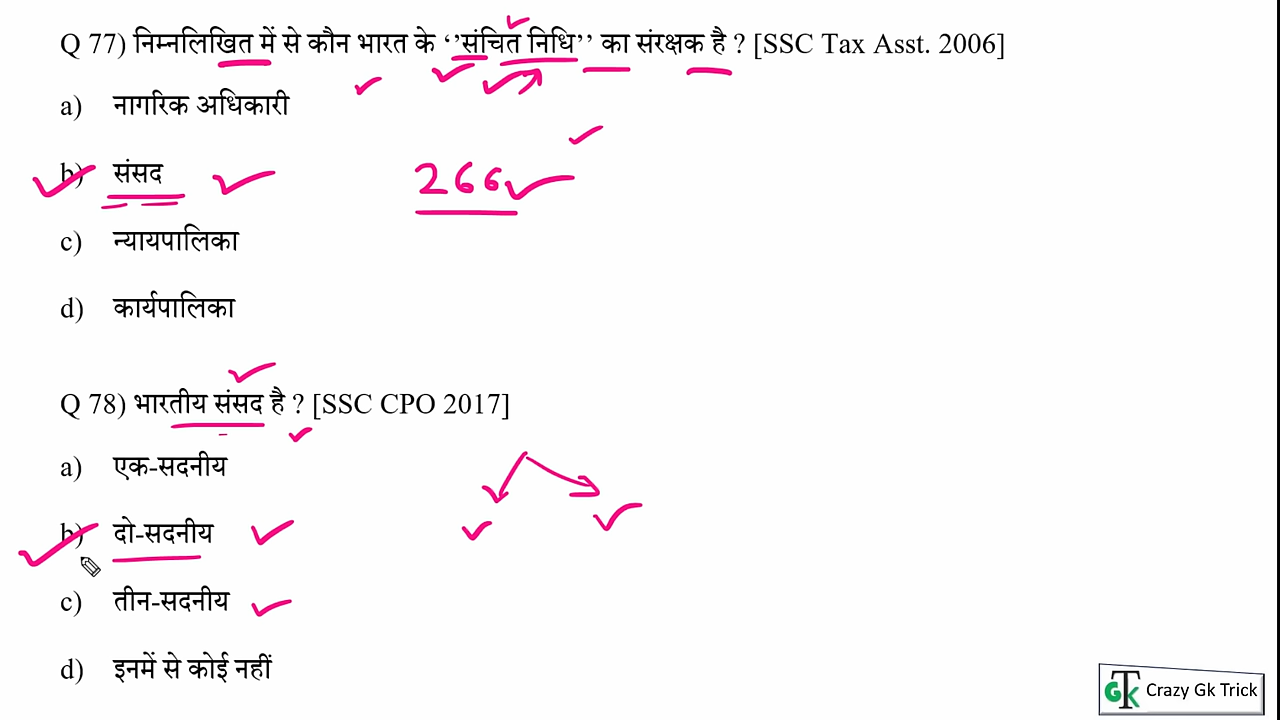 Q 77) निम्नलिखित में से कौन भारत के ‘’संचित निधि’’ का संरक्षक है ? [SSC Tax Asst. 2006]
a) नागरिक अधिकारी
b) संसद
266
c) न्यायपालिका
d) कार्यपालिका
Q 78) भारतीय संसद है ? [SSC CPO 2017]
a) एक-सदनीय
b) दो-सदनीय
c) तीन-सदनीय
d) इनमें से कोई नहीं
GTK Crazy Gk Trick